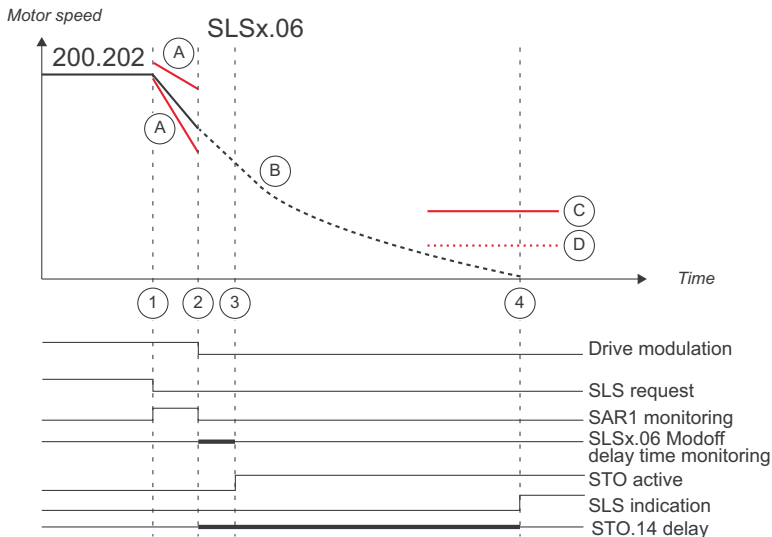 Motor speed
SLSx.06
200.202
A
A
B
C
D
Time
1
2
3
4
Drive modulation
SLS request
SAR1 monitoring
SLSx.06 Modoff
delay time monitoring
STO active
SLS indication
STO.14 delay